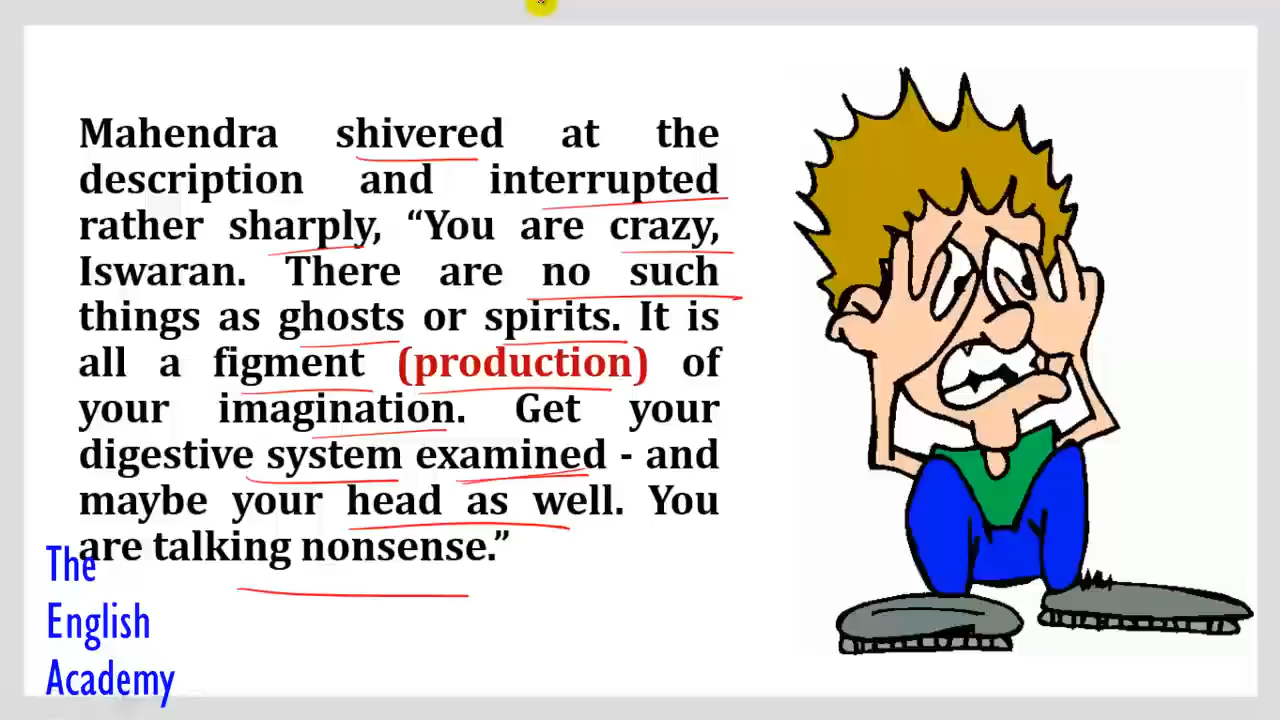 Mahendra shivered at the
description and interrupted
rather sharply, “You are crazy,
Iswaran. There are no such
things as ghosts or spirits. It is
all a figment (production) of
your imagination. Get your
digestive system examined - and
maybe your head as well. You
are talking nonsense.”
The
English
Academy